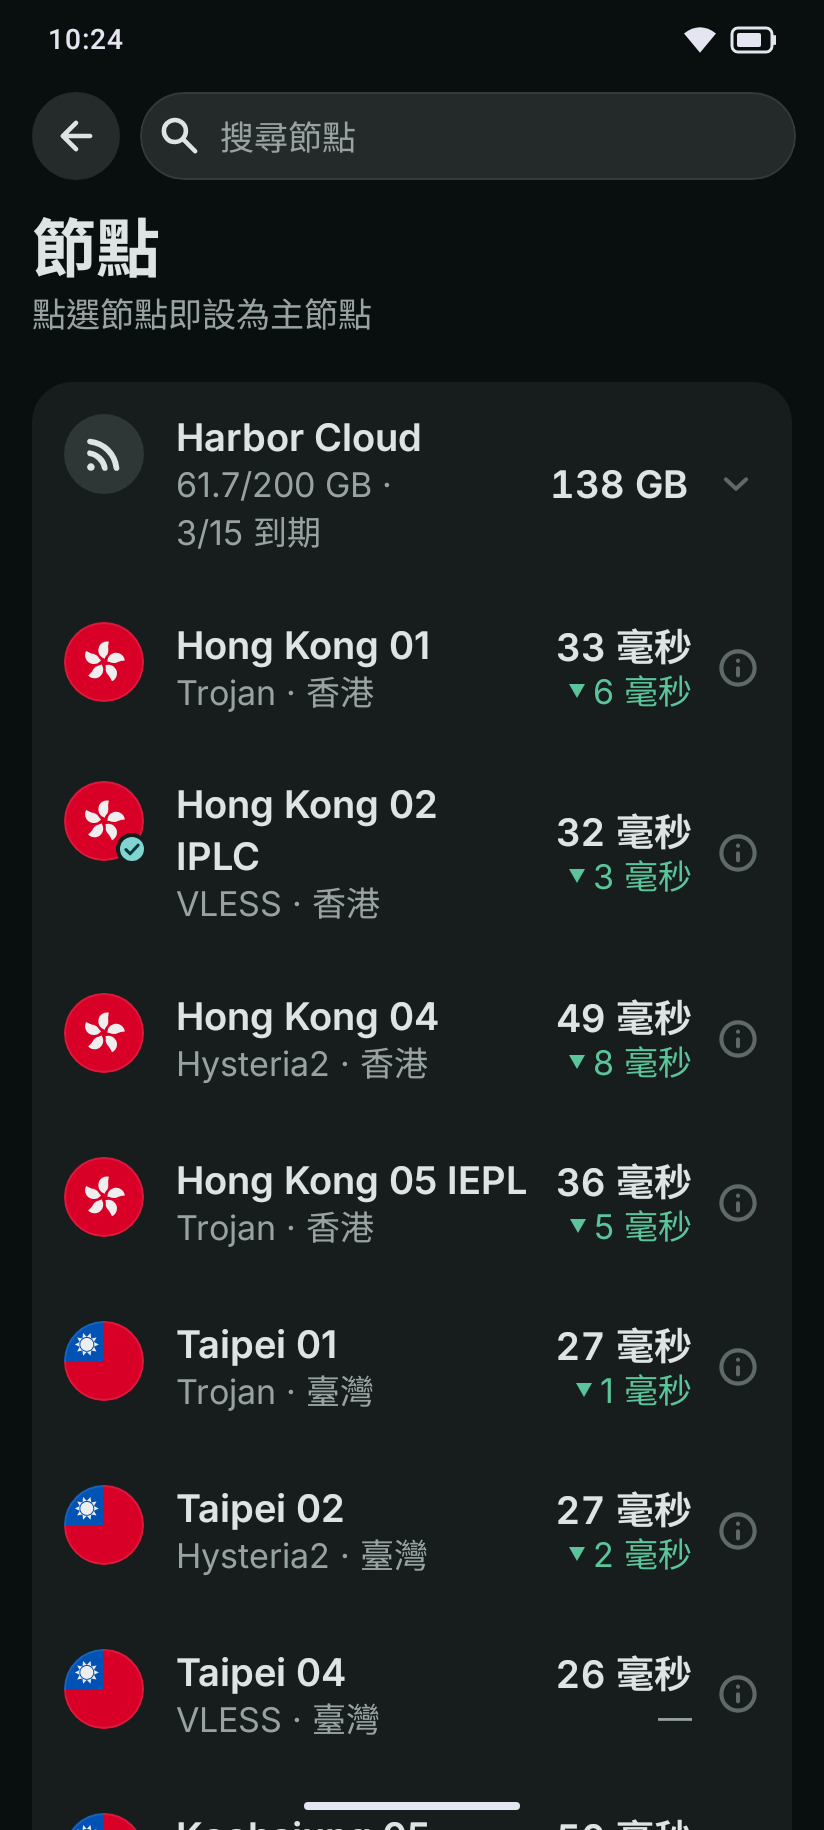 10:24
搜尋節點
節點
點選節點即設為主節點
Harbor Cloud
61.7/200 GB ·
3/15 到期
138 GB
Hong Kong 01
Trojan · 香港
33 毫秒
▼6 毫秒
Hong Kong 02
IPLC
VLESS · 香港
32 毫秒
▼3 毫秒
Hong Kong 04
Hysteria2 · 香港
49 毫秒
▼8 毫秒
Hong Kong 05 IEPL
Trojan · 香港
36 毫秒
▼5 毫秒
Taipei 01
Trojan · 臺灣
27 毫秒
▼1 毫秒
Taipei 02
Hysteria2 · 臺灣
27 毫秒
▼2 毫秒
Taipei 04
VLESS · 臺灣
26 毫秒
—